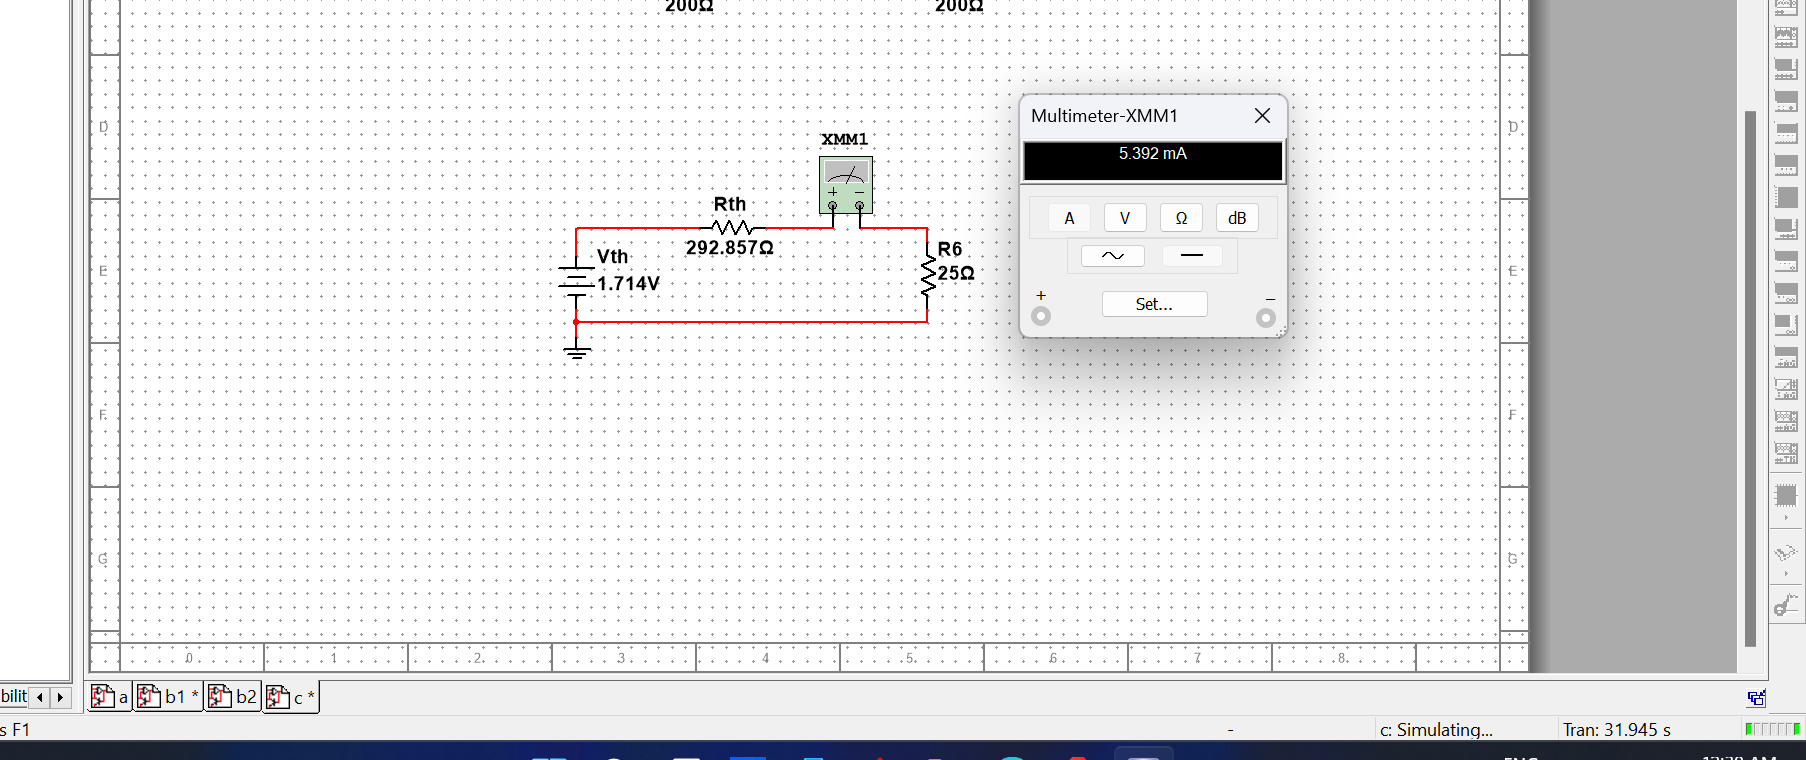 200Ω
200Ω
D
D
XMM1
Multimeter-XMM1
5.392 mA
A
V
Ω
dB
Set...
+
−
Rth
292.857Ω
Vth
1.714V
R6
25Ω
E
E
F
F
G
G
0
1
2
3
4
5
6
7
8
bilit
a
b1 *
b2
c *
s F1
-
c: Simulating...
Tran: 31.945 s